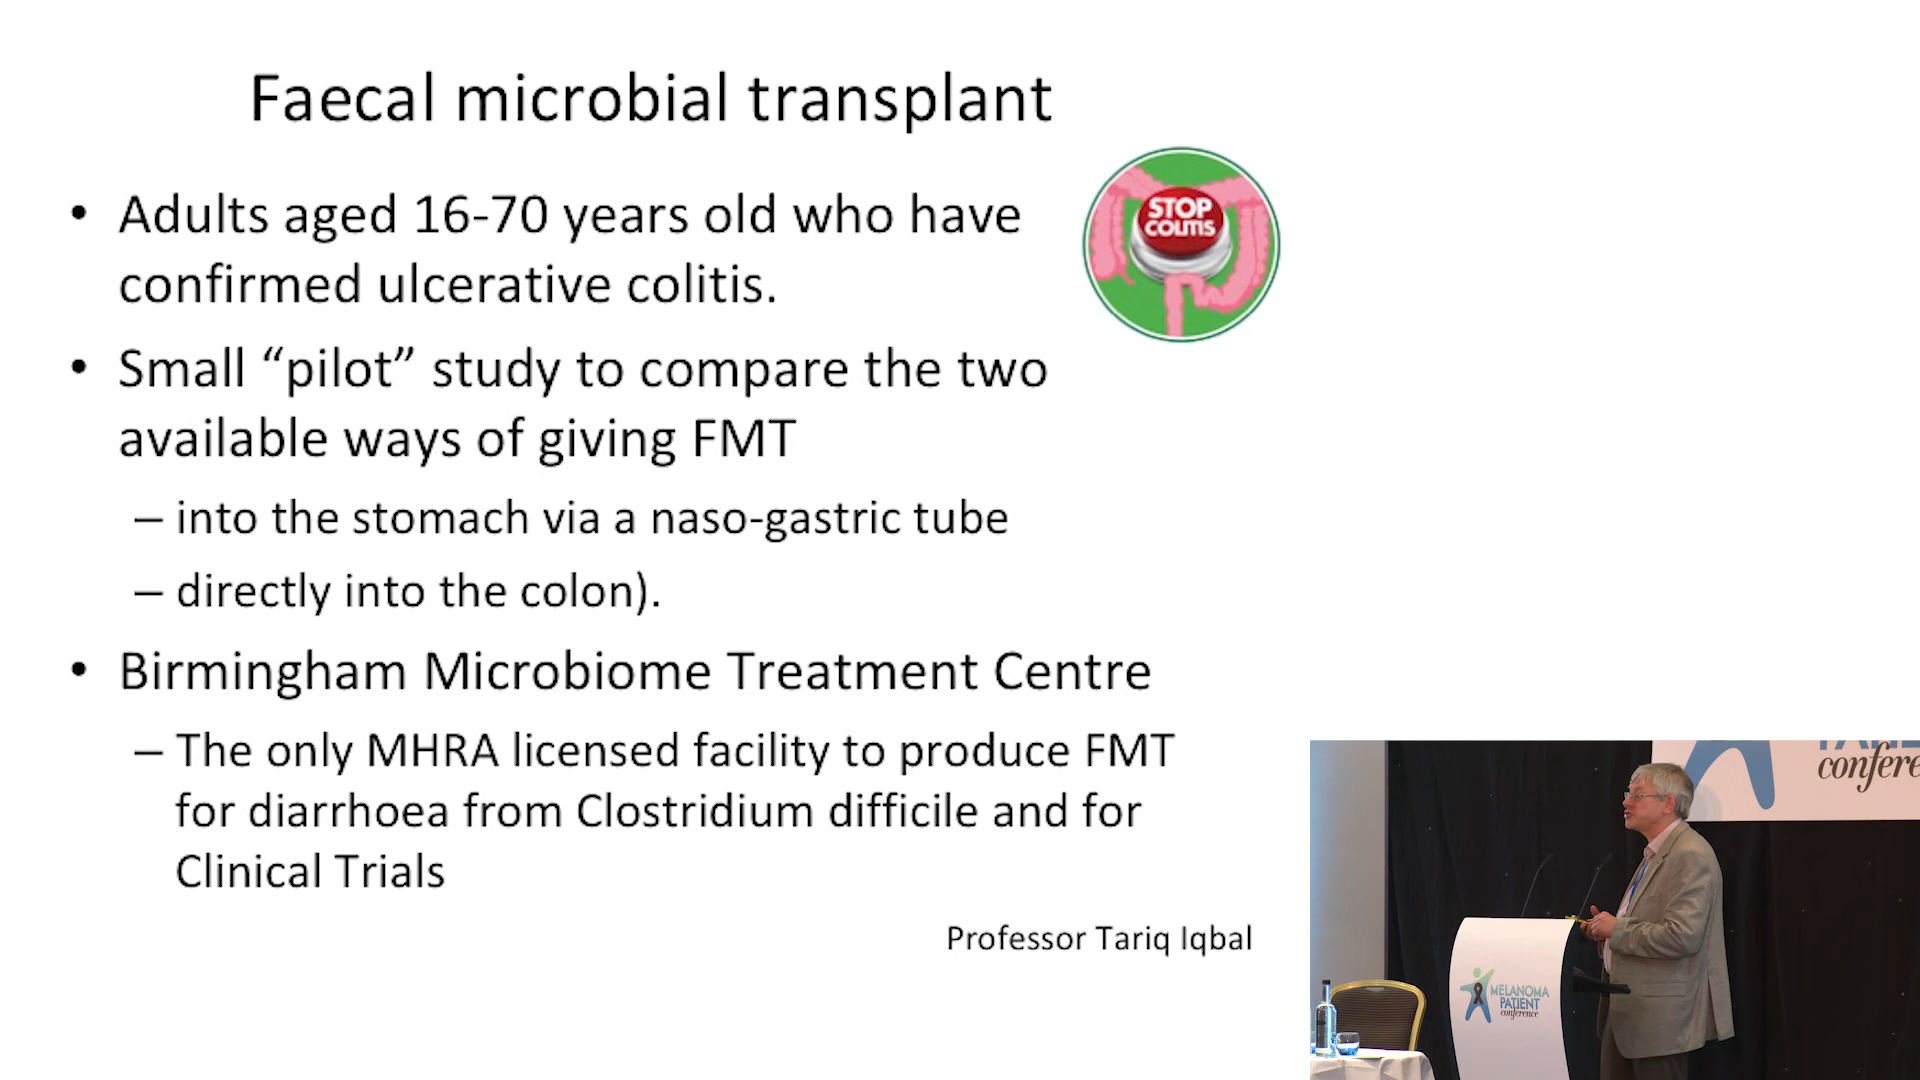 Faecal microbial transplant
• Adults aged 16-70 years old who have
confirmed ulcerative colitis.
STOP
COLITIS
• Small “pilot” study to compare the two
available ways of giving FMT
– into the stomach via a naso-gastric tube
– directly into the colon).
• Birmingham Microbiome Treatment Centre
– The only MHRA licensed facility to produce FMT
for diarrhoea from Clostridium difficile and for
Clinical Trials
Professor Tariq Iqbal
MELANOMA
PATIENT
conference